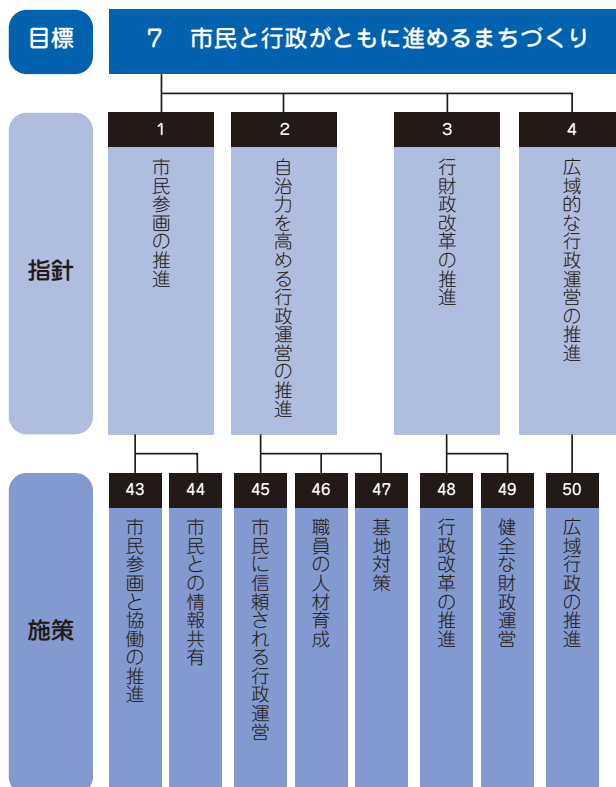 目標
7 市民と行政がともに進めるまちづくり
指針
1
市民参画の推進
2
自治力を高める行政運営の推進
3
行財政改革の推進
4
広域的な行政運営の推進
施策
43
市民参画と協働の推進
44
市民との情報共有
45
市民に信頼される行政運営
46
職員の人材育成
47
基地対策
48
行政改革の推進
49
健全な財政運営
50
広域行政の推進